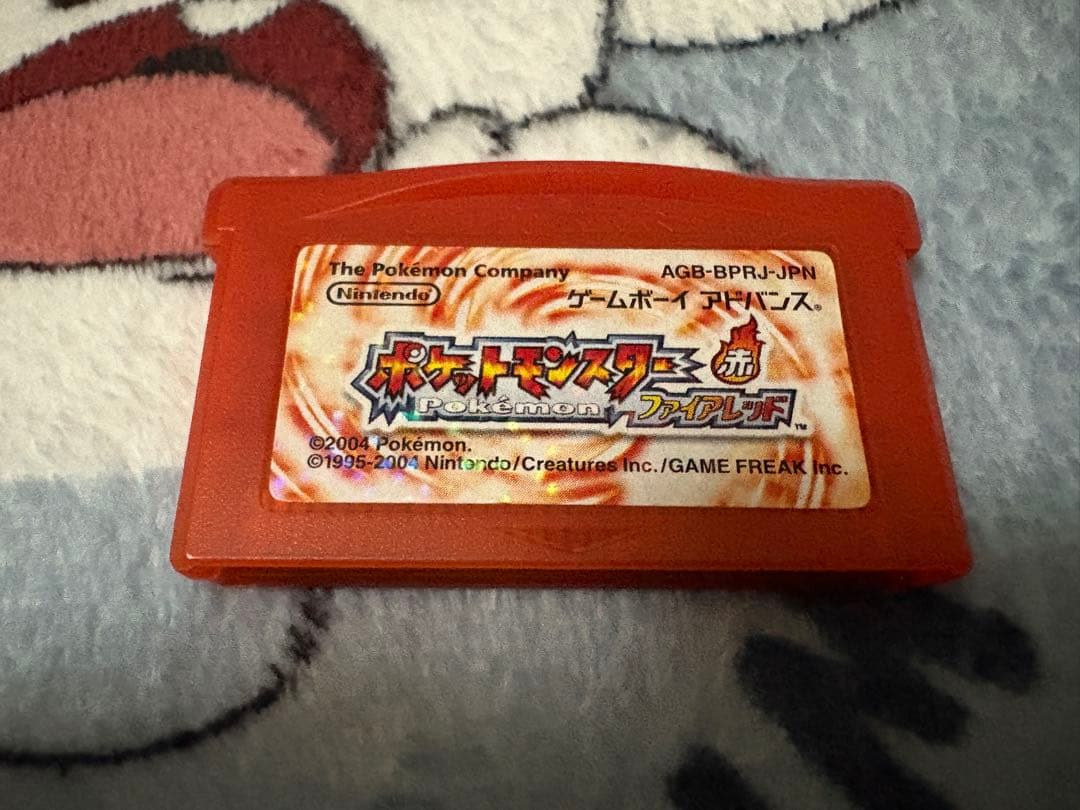 The Pokémon Company AGB-BPRJ-JPN
Nintendo ゲームボーイ アドバンス®
ポケットモンスター 赤
Pokémon ファイアレッド™
©2004 Pokémon.
©1995-2004 Nintendo/Creatures Inc./GAME FREAK Inc.